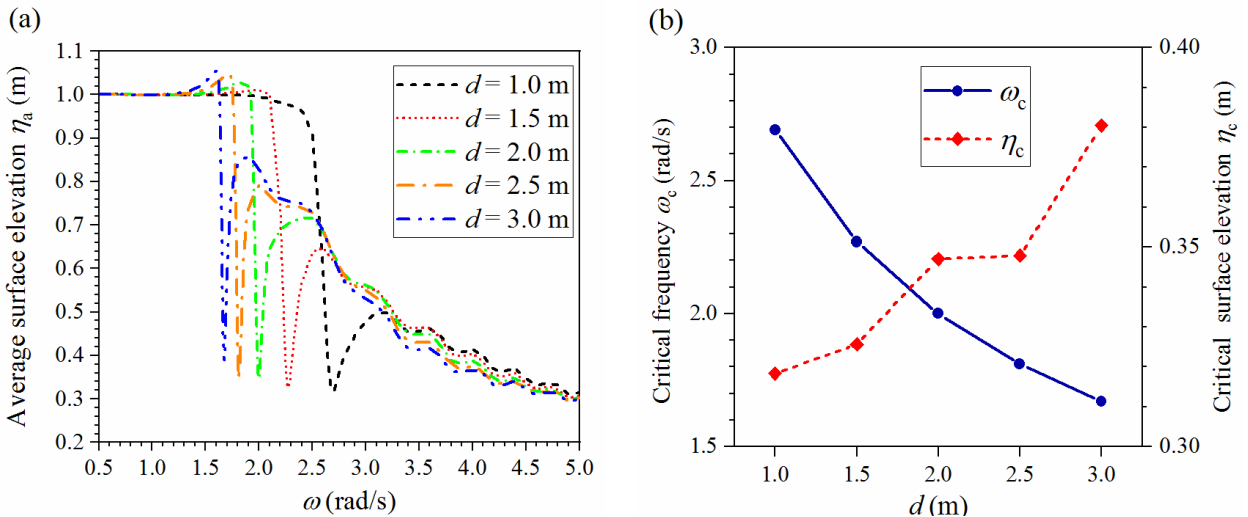 (a)
Average surface elevation ηa (m)
1.1
1.0
0.9
0.8
0.7
0.6
0.5
0.4
0.3
0.2
0.5
1.0
1.5
2.0
2.5
3.0
3.5
4.0
4.5
5.0
ω (rad/s)
d = 1.0 m
d = 1.5 m
d = 2.0 m
d = 2.5 m
d = 3.0 m
(b)
Critical frequency ωc (rad/s)
3.0
2.5
2.0
1.5
1.0
1.5
2.0
2.5
3.0
d (m)
ωc
ηc
0.40
0.35
0.30
Critical surface elevation ηc (m)